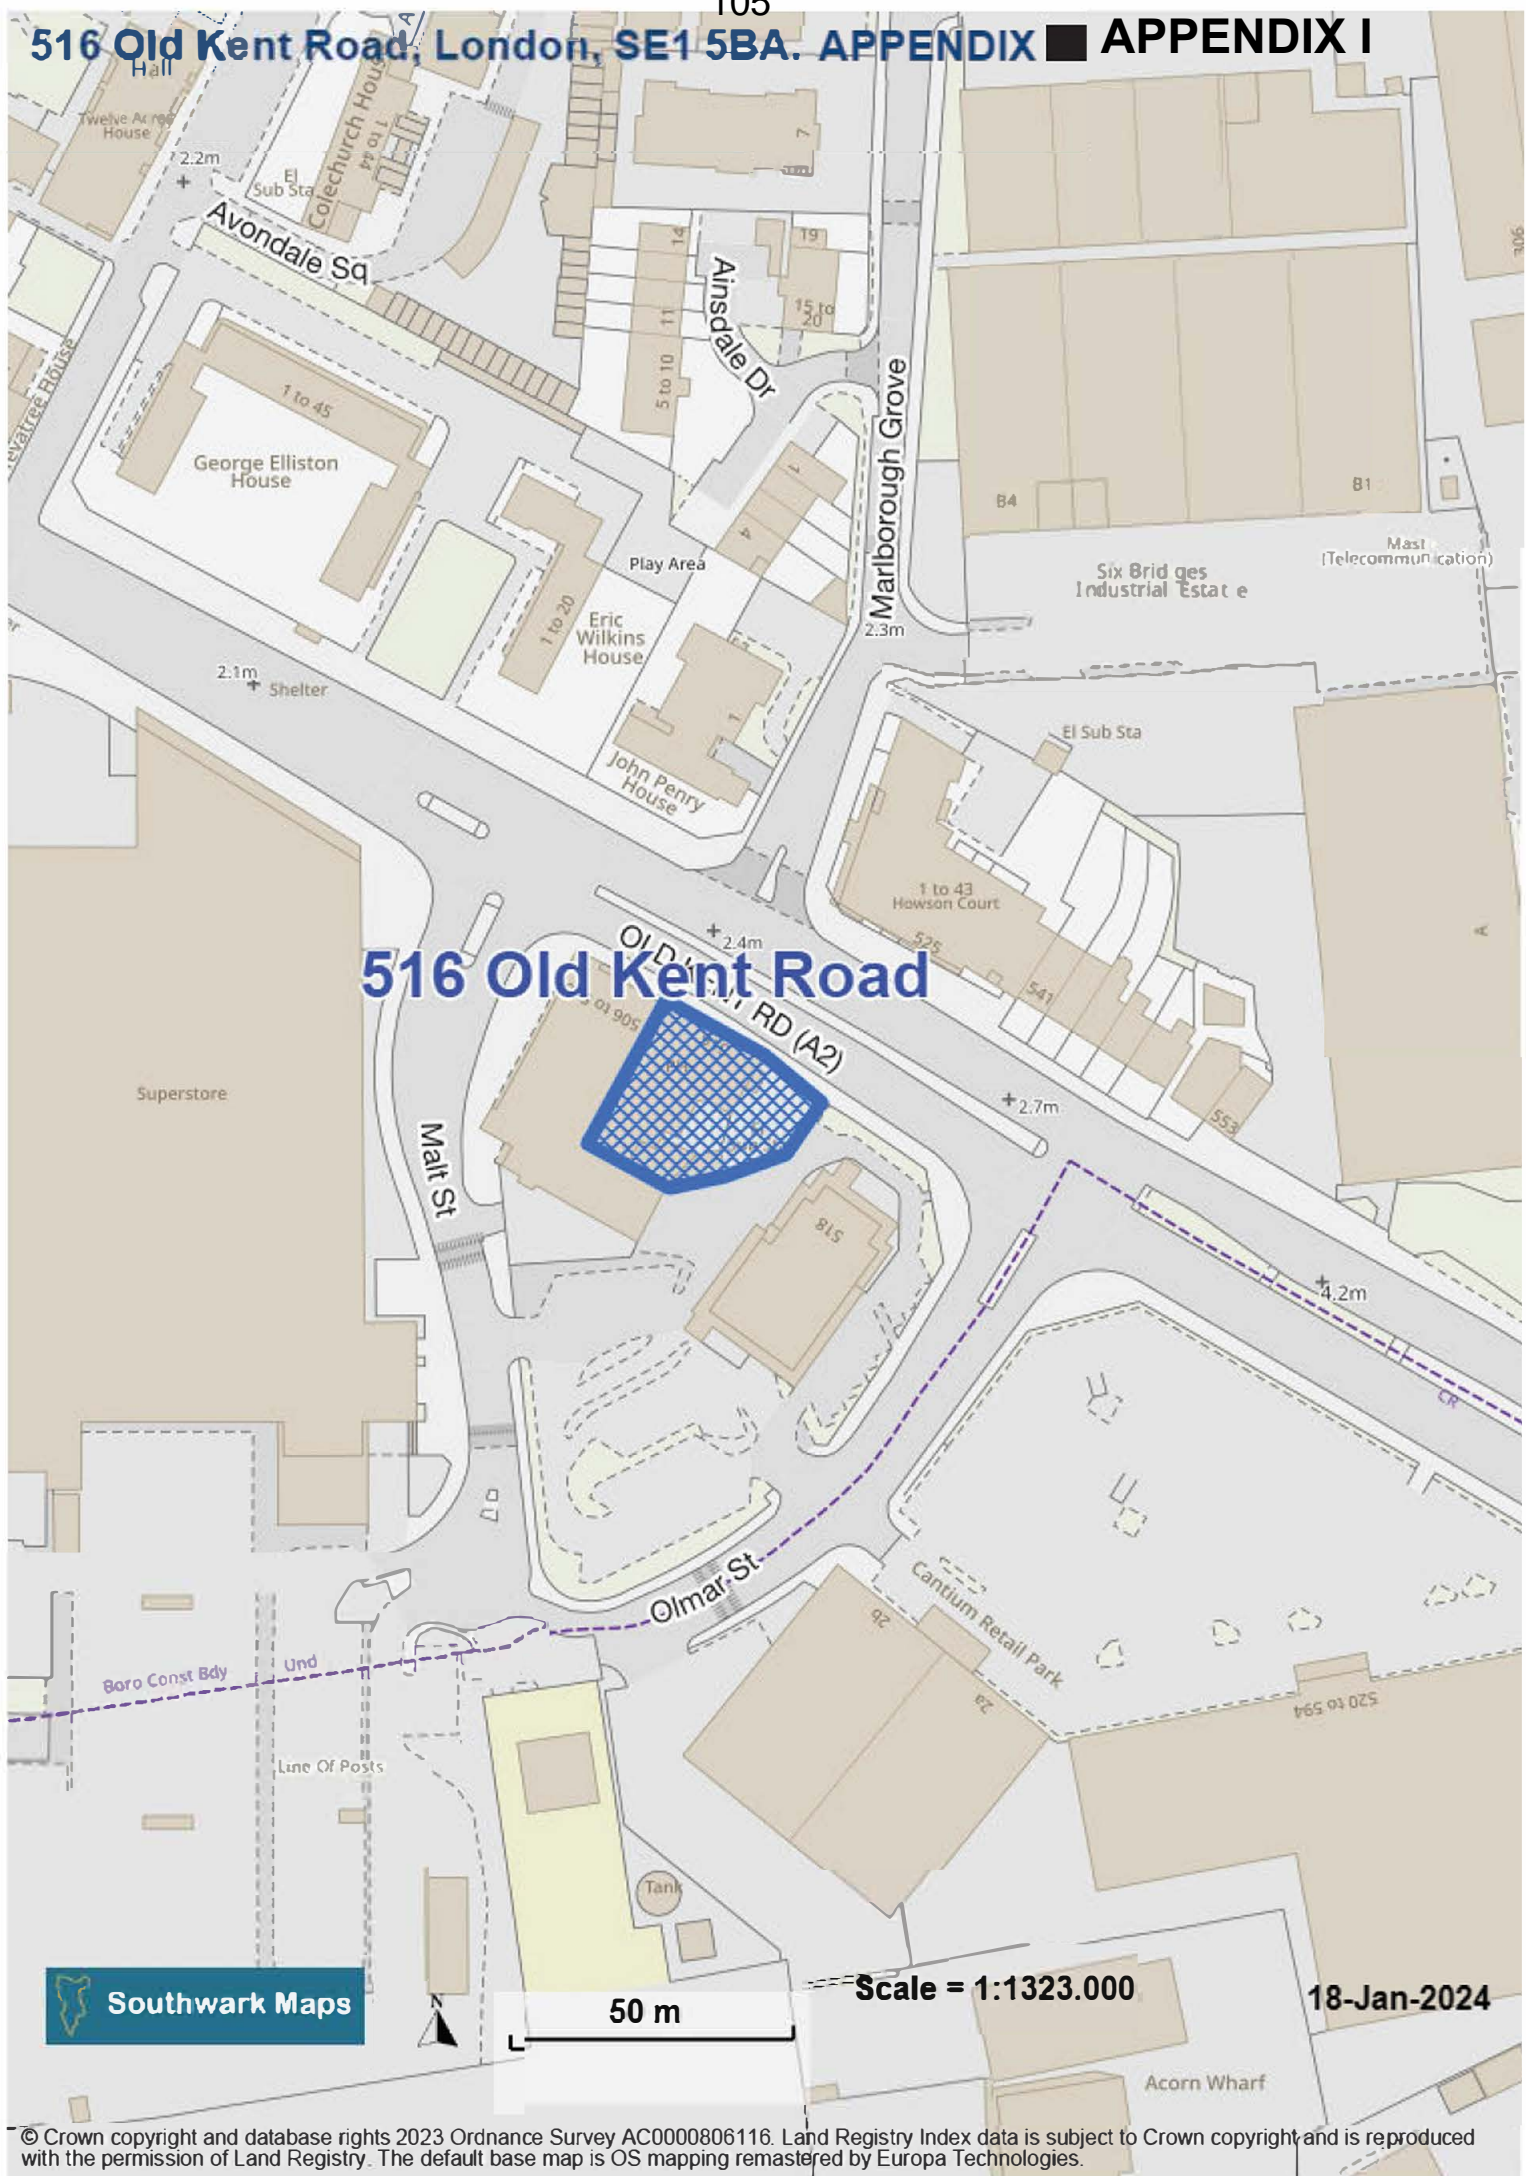 105
516 Old Kent Road, London, SE1 5BA. APPENDIX
APPENDIX I
Hall
Twelve Acres
House
2.2m
El
Sub Sta
Colechurch House
1 to 44
7
Avondale Sq
14
11
5 to 10
Ainsdale Dr
19
15 to
20
Marlborough Grove
306
1 to 45
George Elliston
House
1
4
Play Area
1 to 20
Eric
Wilkins
House
B4
B1
Mast
(Telecommunication)
Six Bridges
Industrial Estate
2.3m
2.1m
Shelter
1
John Penry
House
El Sub Sta
1 to 43
Howson Court
525
541
553
A
2.4m
OLD KENT RD (A2)
516 Old Kent Road
506 to
2.7m
Superstore
Malt St
518
4.2m
CR
Olmar St
Cantium Retail Park
2b
2a
520 to 594
Boro Const Bdy
Und
Line Of Posts
Tank
Southwark Maps
N
50 m
Scale = 1:1323.000
18-Jan-2024
Acorn Wharf
© Crown copyright and database rights 2023 Ordnance Survey AC0000806116. Land Registry Index data is subject to Crown copyright and is reproduced
with the permission of Land Registry. The default base map is OS mapping remastered by Europa Technologies.